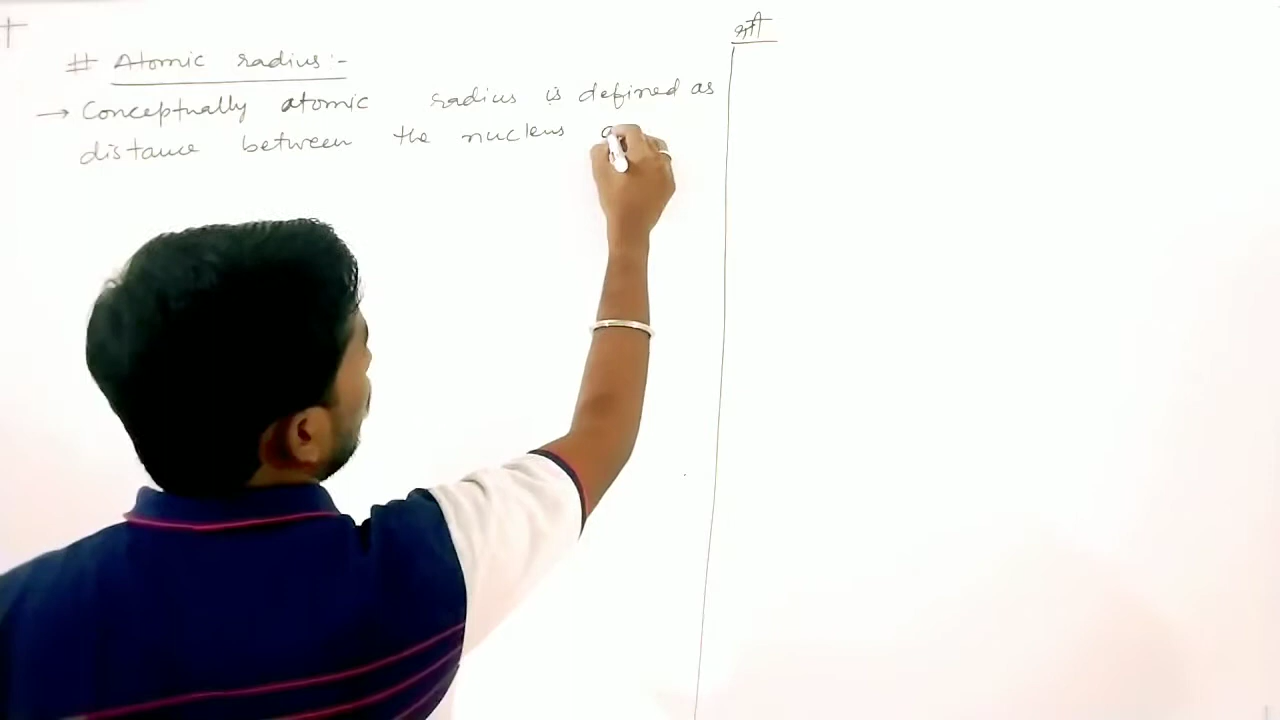 # Atomic radius:-
→ Conceptually atomic radius is defined as
distance between the nucleus